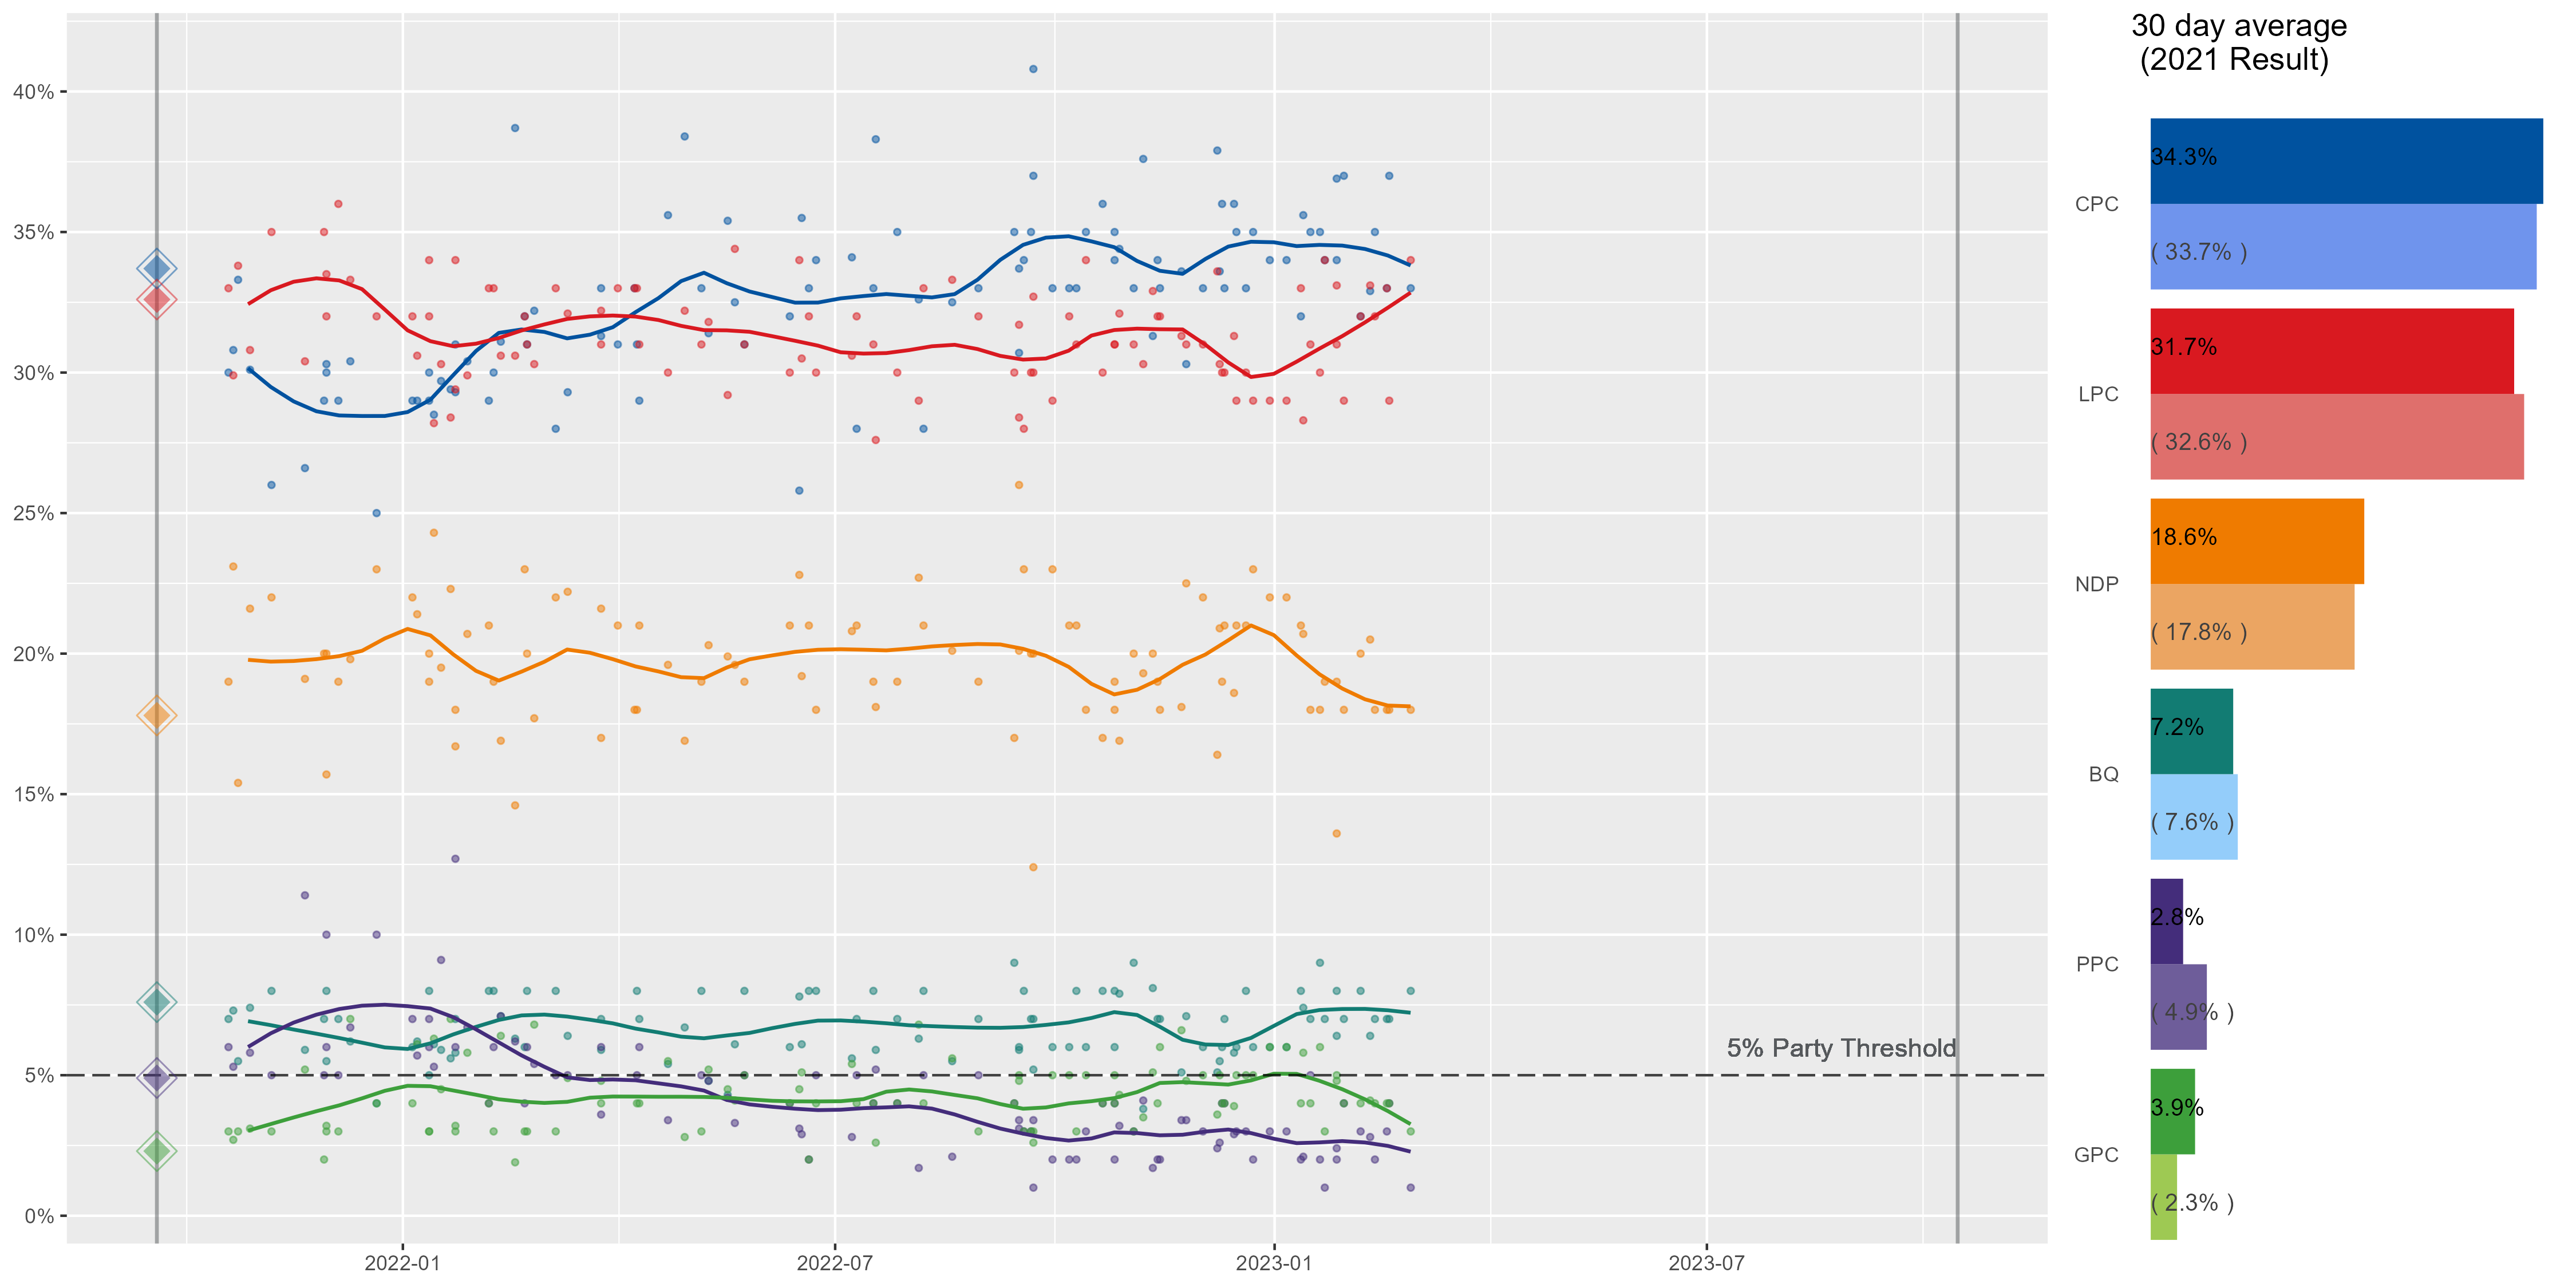 30 day average
(2021 Result)
40%
35%
30%
25%
20%
15%
10%
5%
0%
5% Party Threshold
2022-01
2022-07
2023-01
2023-07
CPC
34.3%
( 33.7% )
LPC
31.7%
( 32.6% )
NDP
18.6%
( 17.8% )
BQ
7.2%
( 7.6% )
PPC
2.8%
( 4.9% )
GPC
3.9%
( 2.3% )